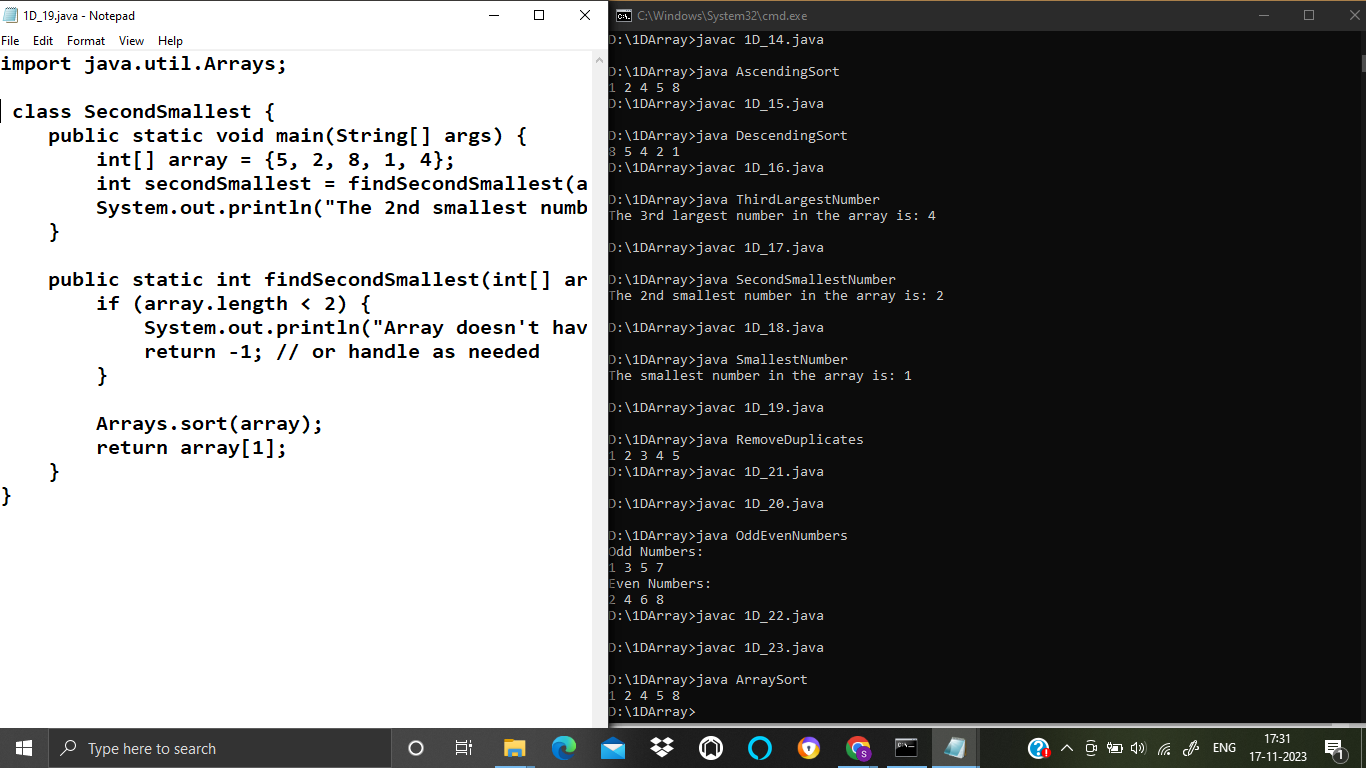 1D_19.java - Notepad
File Edit Format View Help
import java.util.Arrays;
class SecondSmallest {
public static void main(String[] args) {
int[] array = {5, 2, 8, 1, 4};
int secondSmallest = findSecondSmallest(a
System.out.println("The 2nd smallest numb
}
public static int findSecondSmallest(int[] ar
if (array.length < 2) {
System.out.println("Array doesn't hav
return -1; // or handle as needed
}
Arrays.sort(array);
return array[1];
}
}
C:\Windows\System32\cmd.exe
D:\1DArray>javac 1D_14.java
D:\1DArray>java AscendingSort
1 2 4 5 8
D:\1DArray>javac 1D_15.java
D:\1DArray>java DescendingSort
8 5 4 2 1
D:\1DArray>javac 1D_16.java
D:\1DArray>java ThirdLargestNumber
The 3rd largest number in the array is: 4
D:\1DArray>javac 1D_17.java
D:\1DArray>java SecondSmallestNumber
The 2nd smallest number in the array is: 2
D:\1DArray>javac 1D_18.java
D:\1DArray>java SmallestNumber
The smallest number in the array is: 1
D:\1DArray>javac 1D_19.java
D:\1DArray>java RemoveDuplicates
1 2 3 4 5
D:\1DArray>javac 1D_21.java
D:\1DArray>javac 1D_20.java
D:\1DArray>java OddEvenNumbers
Odd Numbers:
1 3 5 7
Even Numbers:
2 4 6 8
D:\1DArray>javac 1D_22.java
D:\1DArray>javac 1D_23.java
D:\1DArray>java ArraySort
1 2 4 5 8
D:\1DArray>
Type here to search
S
ENG
17:31
17-11-2023
1